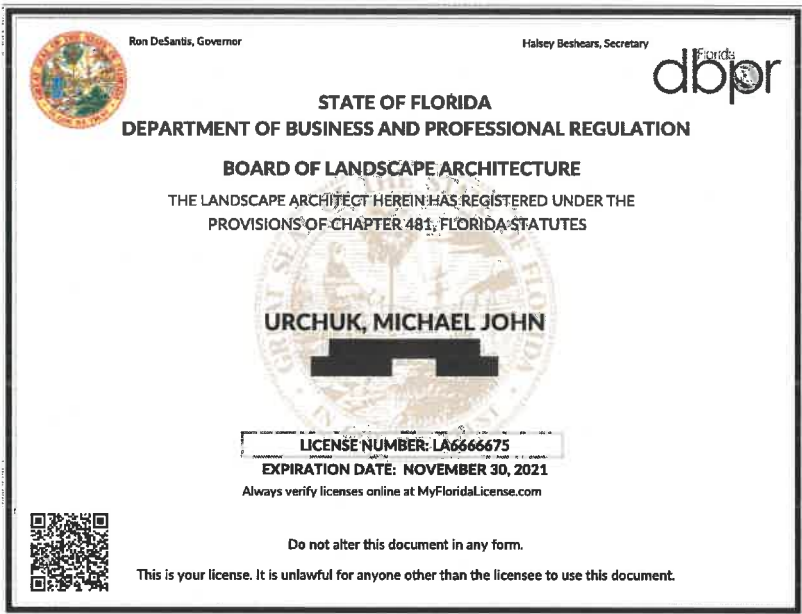 Ron DeSantis, Governor
Halsey Beshears, Secretary
Florida
dbpr
STATE OF FLORIDA
DEPARTMENT OF BUSINESS AND PROFESSIONAL REGULATION
BOARD OF LANDSCAPE ARCHITECTURE
THE LANDSCAPE ARCHITECT HEREIN HAS REGISTERED UNDER THE
PROVISIONS OF CHAPTER 481, FLORIDA STATUTES
URCHUK, MICHAEL JOHN
LICENSE NUMBER: LA6666675
EXPIRATION DATE: NOVEMBER 30, 2021
Always verify licenses online at MyFloridaLicense.com
Do not alter this document in any form.
This is your license. It is unlawful for anyone other than the licensee to use this document.